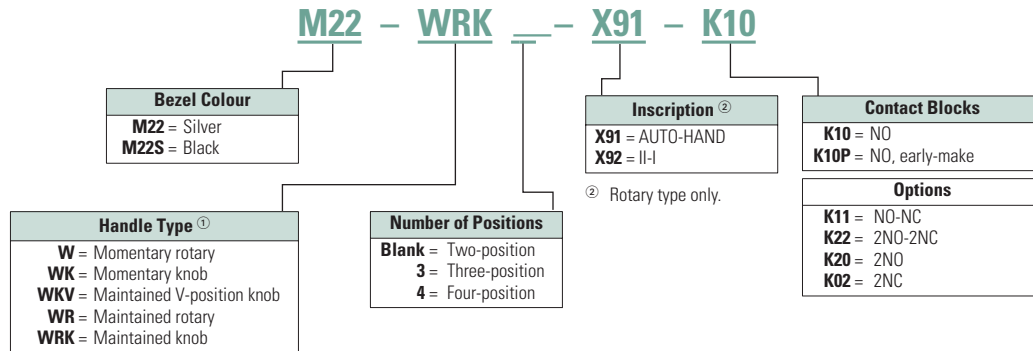 M22 – WRK __ – X91 – K10
Bezel Colour
M22 = Silver
M22S = Black
Handle Type ①
W = Momentary rotary
WK = Momentary knob
WKV = Maintained V-position knob
WR = Maintained rotary
WRK = Maintained knob
Number of Positions
Blank = Two-position
3 = Three-position
4 = Four-position
Inscription ②
X91 = AUTO-HAND
X92 = II-I
② Rotary type only.
Contact Blocks
K10 = NO
K10P = NO, early-make
Options
K11 = NO-NC
K22 = 2NO-2NC
K20 = 2NO
K02 = 2NC